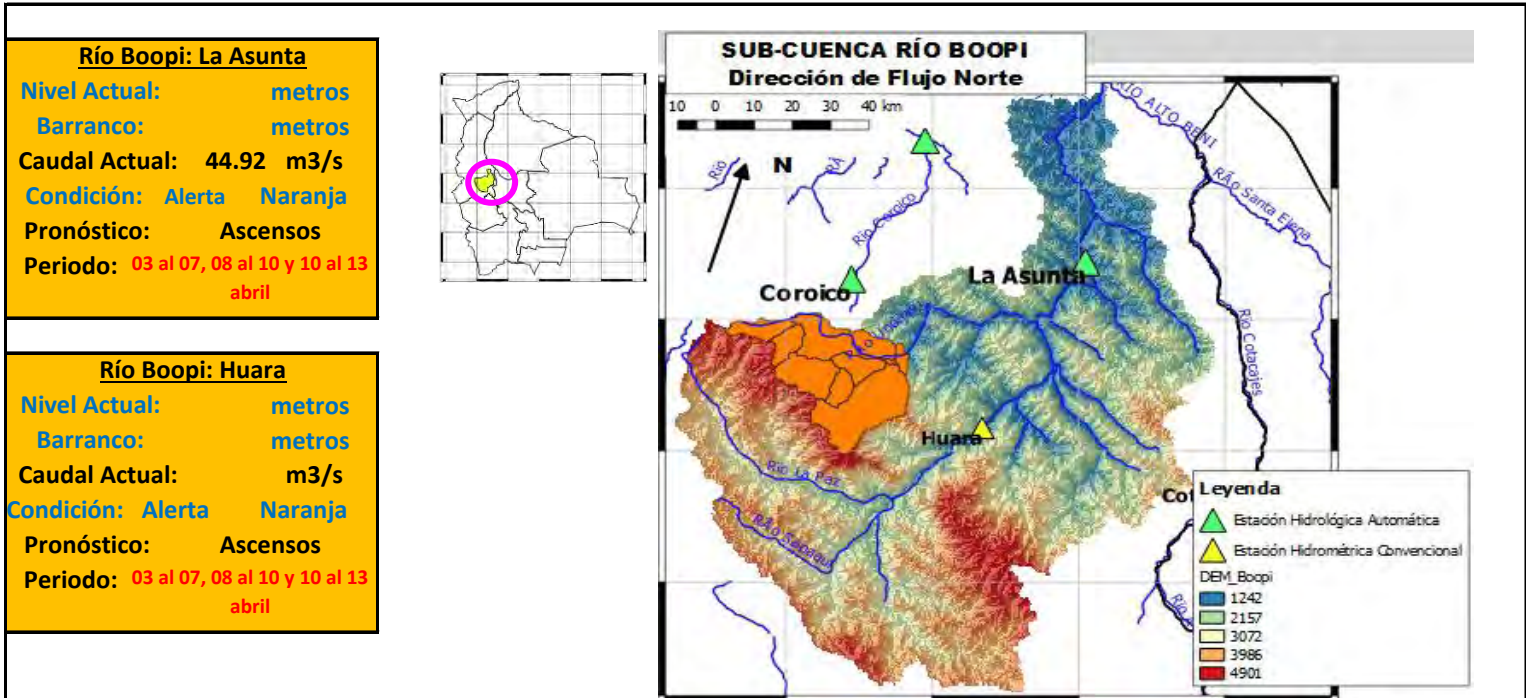 Río Boopi: La Asunta
Nivel Actual: metros
Barranco: metros
Caudal Actual: 44.92 m3/s
Condición: Alerta Naranja
Pronóstico: Ascensos
Periodo: 03 al 07, 08 al 10 y 10 al 13
abril
Río Boopi: Huara
Nivel Actual: metros
Barranco: metros
Caudal Actual: m3/s
Condición: Alerta Naranja
Pronóstico: Ascensos
Periodo: 03 al 07, 08 al 10 y 10 al 13
abril
SUB-CUENCA RÍO BOOPI
Dirección de Flujo Norte
10 0 10 20 30 40 km
N
RÍO ALTO BENI
Río
RÃ
RÃo Santa Elena
Río Coroico
La Asunta
Coroico
Río Cotacajes
Huara
Río La Paz
Leyenda
Estación Hidrológica Automática
Estación Hidrométrica Convencional
DEM_Boopi
1242
2157
3072
3986
4901